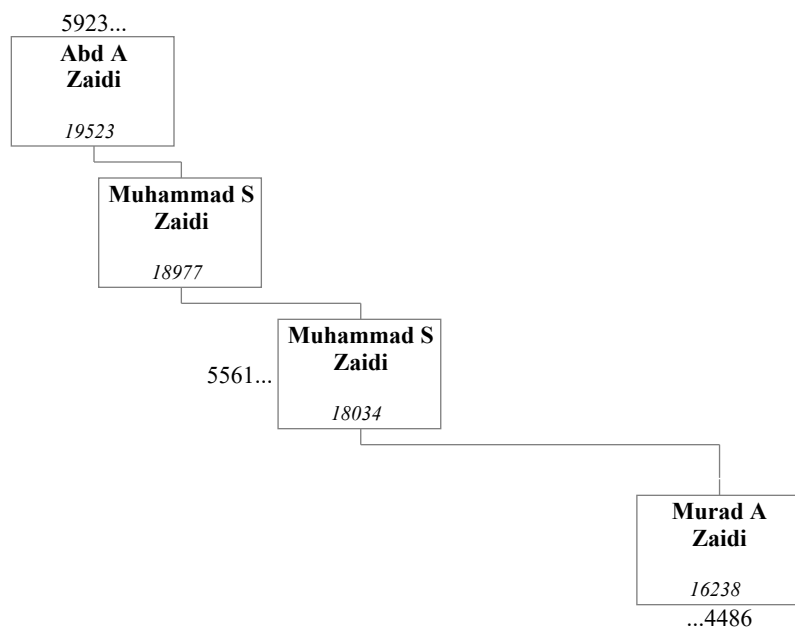 5923...
Abd A
Zaidi
19523
Muhammad S
Zaidi
18977
Muhammad S
Zaidi
5561...
18034
Murad A
Zaidi
16238
...4486